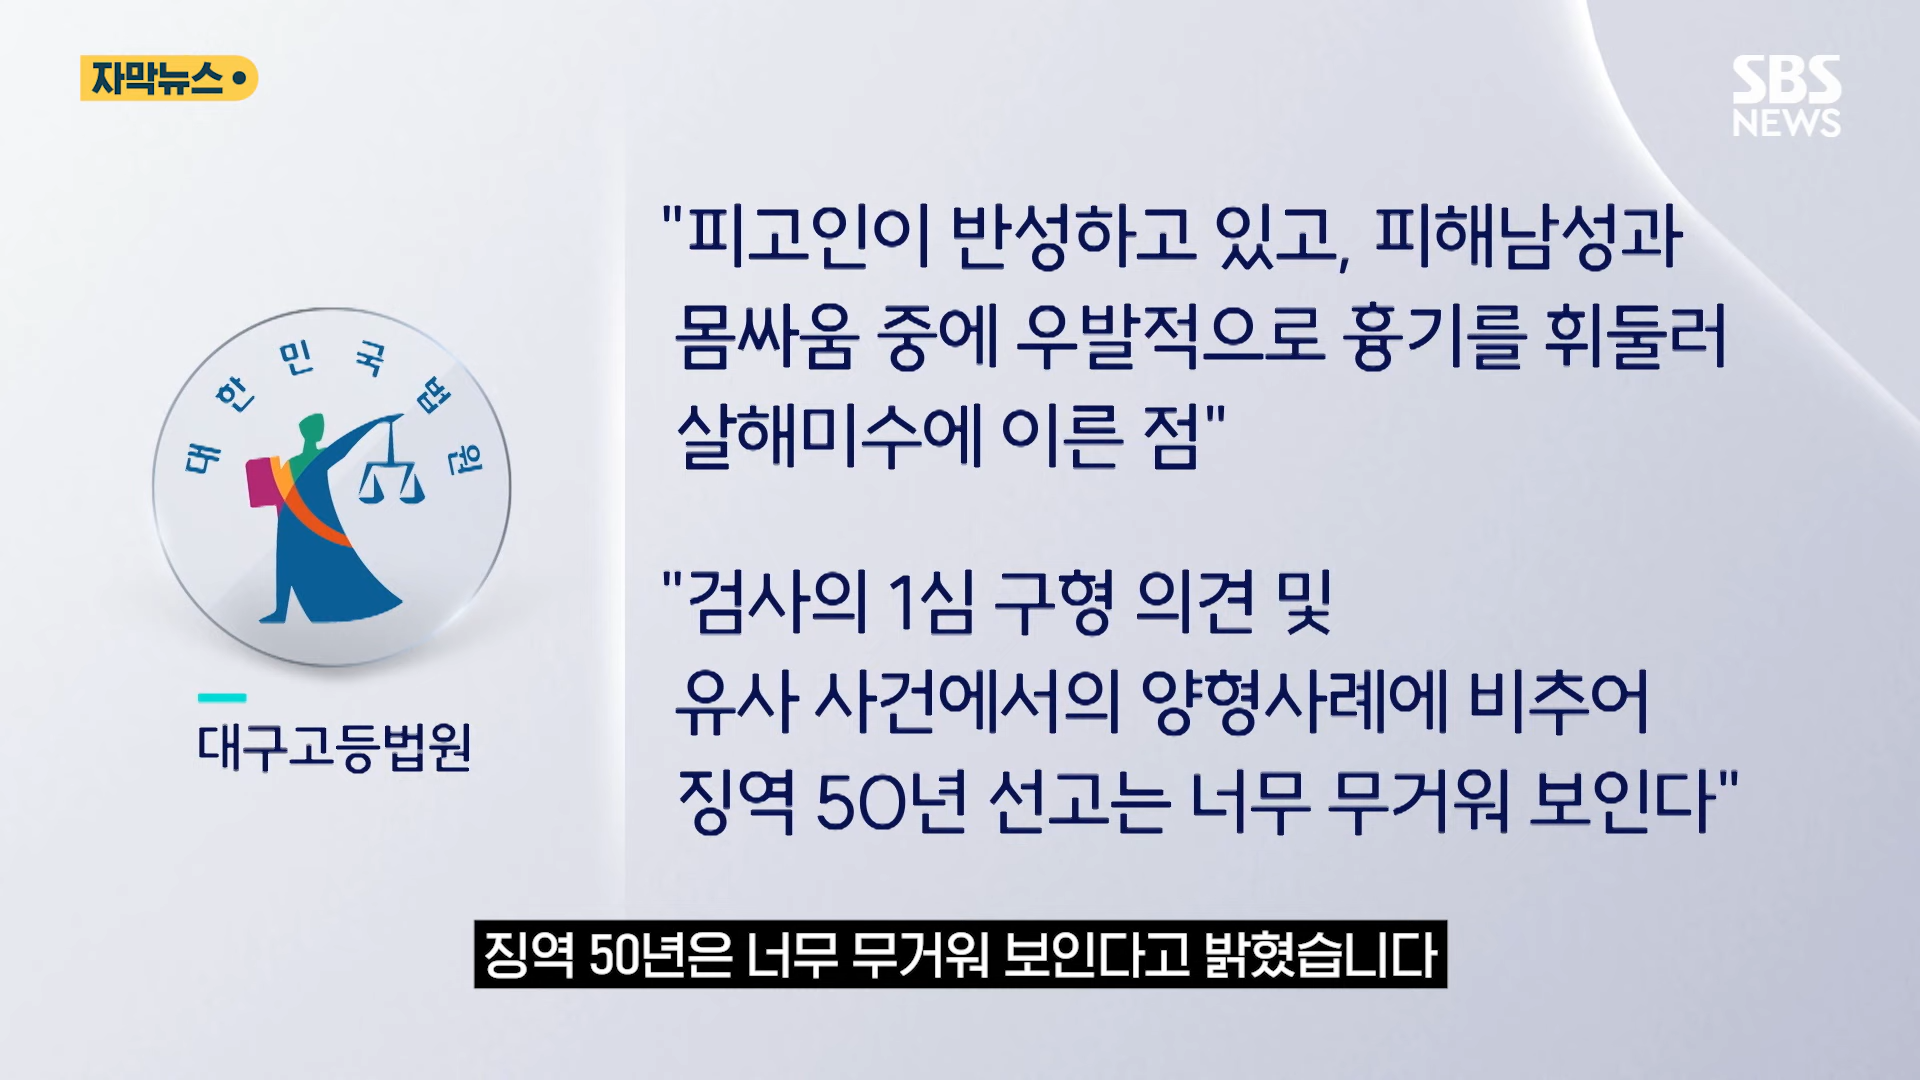 자막뉴스
SBS
NEWS
"피고인이 반성하고 있고, 피해남성과
몸싸움 중에 우발적으로 흉기를 휘둘러
살해미수에 이른 점"
대한민국법원
대구고등법원
"검사의 1심 구형 의견 및
유사 사건에서의 양형사례에 비추어
징역 50년 선고는 너무 무거워 보인다"
징역 50년은 너무 무거워 보인다고 밝혔습니다